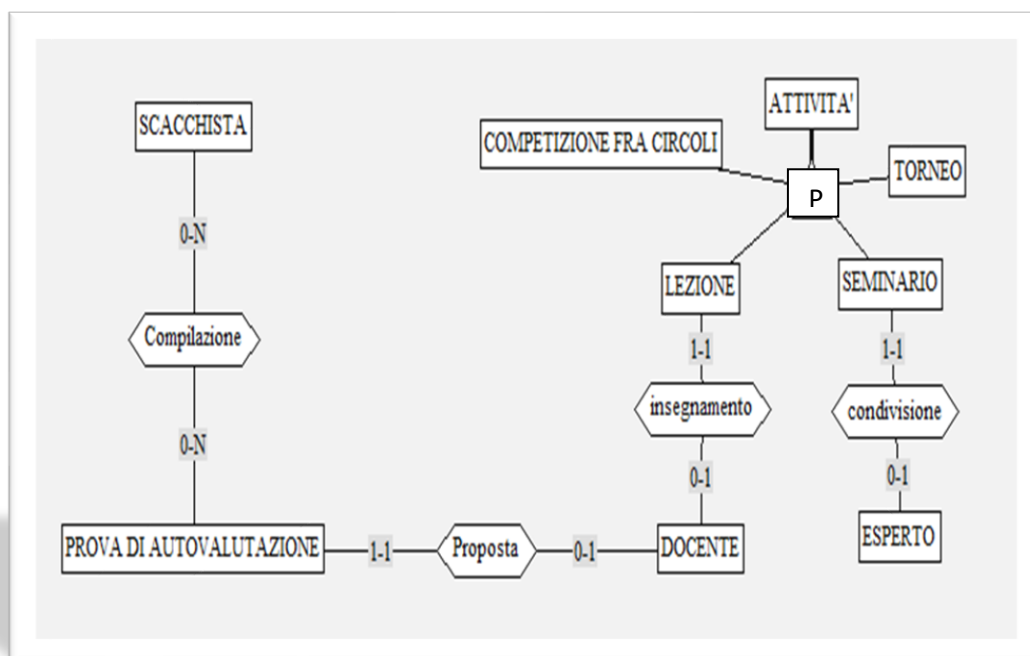 ATTIVITA'
SCACCHISTA
COMPETIZIONE FRA CIRCOLI
TORNEO
P
0-N
LEZIONE
SEMINARIO
Compilazione
1-1
1-1
insegnamento
condivisione
0-N
0-1
0-1
PROVA DI AUTOVALUTAZIONE
1-1
Proposta
0-1
DOCENTE
ESPERTO